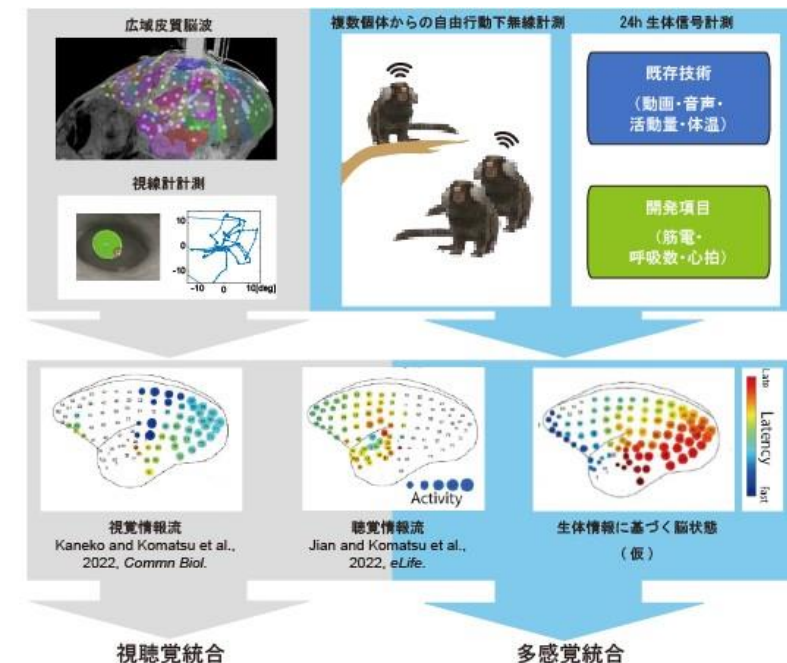 広域皮質脳波
複数個体からの自由行動下無線計測
24h 生体信号計測
既存技術
（動画・音声・
活動量・体温）
視線計計測
開発項目
（筋電・
呼吸数・心拍）
10
0
-10
-10
0
10[deg]
Late
Latency
fast
Activity
視覚情報流
Kaneko and Komatsu et al.,
2022, Commn Biol.
聴覚情報流
Jian and Komatsu et al.,
2022, eLife.
生体情報に基づく脳状態
（仮）
視聴覚統合
多感覚統合